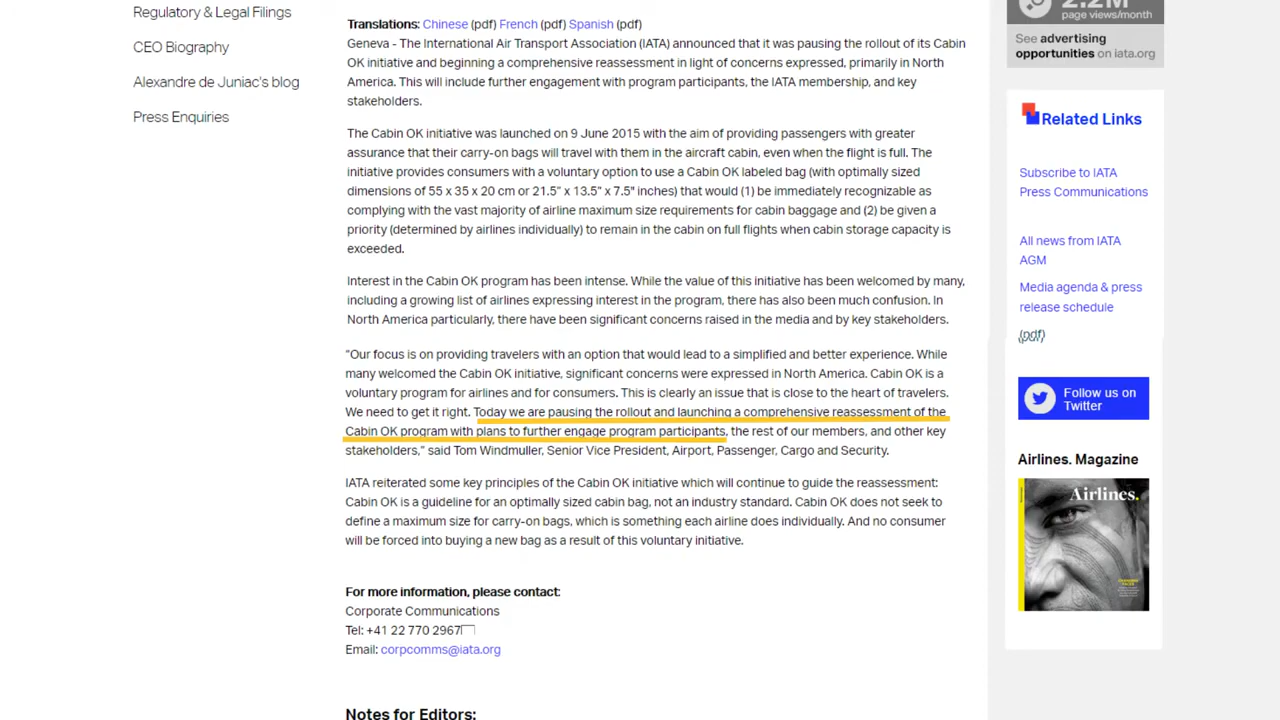 Regulatory & Legal Filings
CEO Biography
Alexandre de Juniac's blog
Press Enquiries
Translations: Chinese (pdf) French (pdf) Spanish (pdf)
Geneva - The International Air Transport Association (IATA) announced that it was pausing the rollout of its Cabin
OK initiative and beginning a comprehensive reassessment in light of concerns expressed, primarily in North
America. This will include further engagement with program participants, the IATA membership, and key
stakeholders.
The Cabin OK initiative was launched on 9 June 2015 with the aim of providing passengers with greater
assurance that their carry-on bags will travel with them in the aircraft cabin, even when the flight is full. The
initiative provides consumers with a voluntary option to use a Cabin OK labeled bag (with optimally sized
dimensions of 55 x 35 x 20 cm or 21.5" x 13.5" x 7.5" inches) that would (1) be immediately recognizable as
complying with the vast majority of airline maximum size requirements for cabin baggage and (2) be given a
priority (determined by airlines individually) to remain in the cabin on full flights when cabin storage capacity is
exceeded.
Interest in the Cabin OK program has been intense. While the value of this initiative has been welcomed by many,
including a growing list of airlines expressing interest in the program, there has also been much confusion. In
North America particularly, there have been significant concerns raised in the media and by key stakeholders.
"Our focus is on providing travelers with an option that would lead to a simplified and better experience. While
many welcomed the Cabin OK initiative, significant concerns were expressed in North America. Cabin OK is a
voluntary program for airlines and for consumers. This is clearly an issue that is close to the heart of travelers.
We need to get it right. Today we are pausing the rollout and launching a comprehensive reassessment of the
Cabin OK program with plans to further engage program participants, the rest of our members, and other key
stakeholders," said Tom Windmuller, Senior Vice President, Airport, Passenger, Cargo and Security.
IATA reiterated some key principles of the Cabin OK initiative which will continue to guide the reassessment:
Cabin OK is a guideline for an optimally sized cabin bag, not an industry standard. Cabin OK does not seek to
define a maximum size for carry-on bags, which is something each airline does individually. And no consumer
will be forced into buying a new bag as a result of this voluntary initiative.
For more information, please contact:
Corporate Communications
Tel: +41 22 770 2967
Email: corpcomms@iata.org
Notes for Editors:
2.2M
page views/month
See advertising
opportunities on iata.org
Related Links
Subscribe to IATA
Press Communications
All news from IATA
AGM
Media agenda & press
release schedule
(pdf)
Follow us on
Twitter
Airlines. Magazine
Airlines.